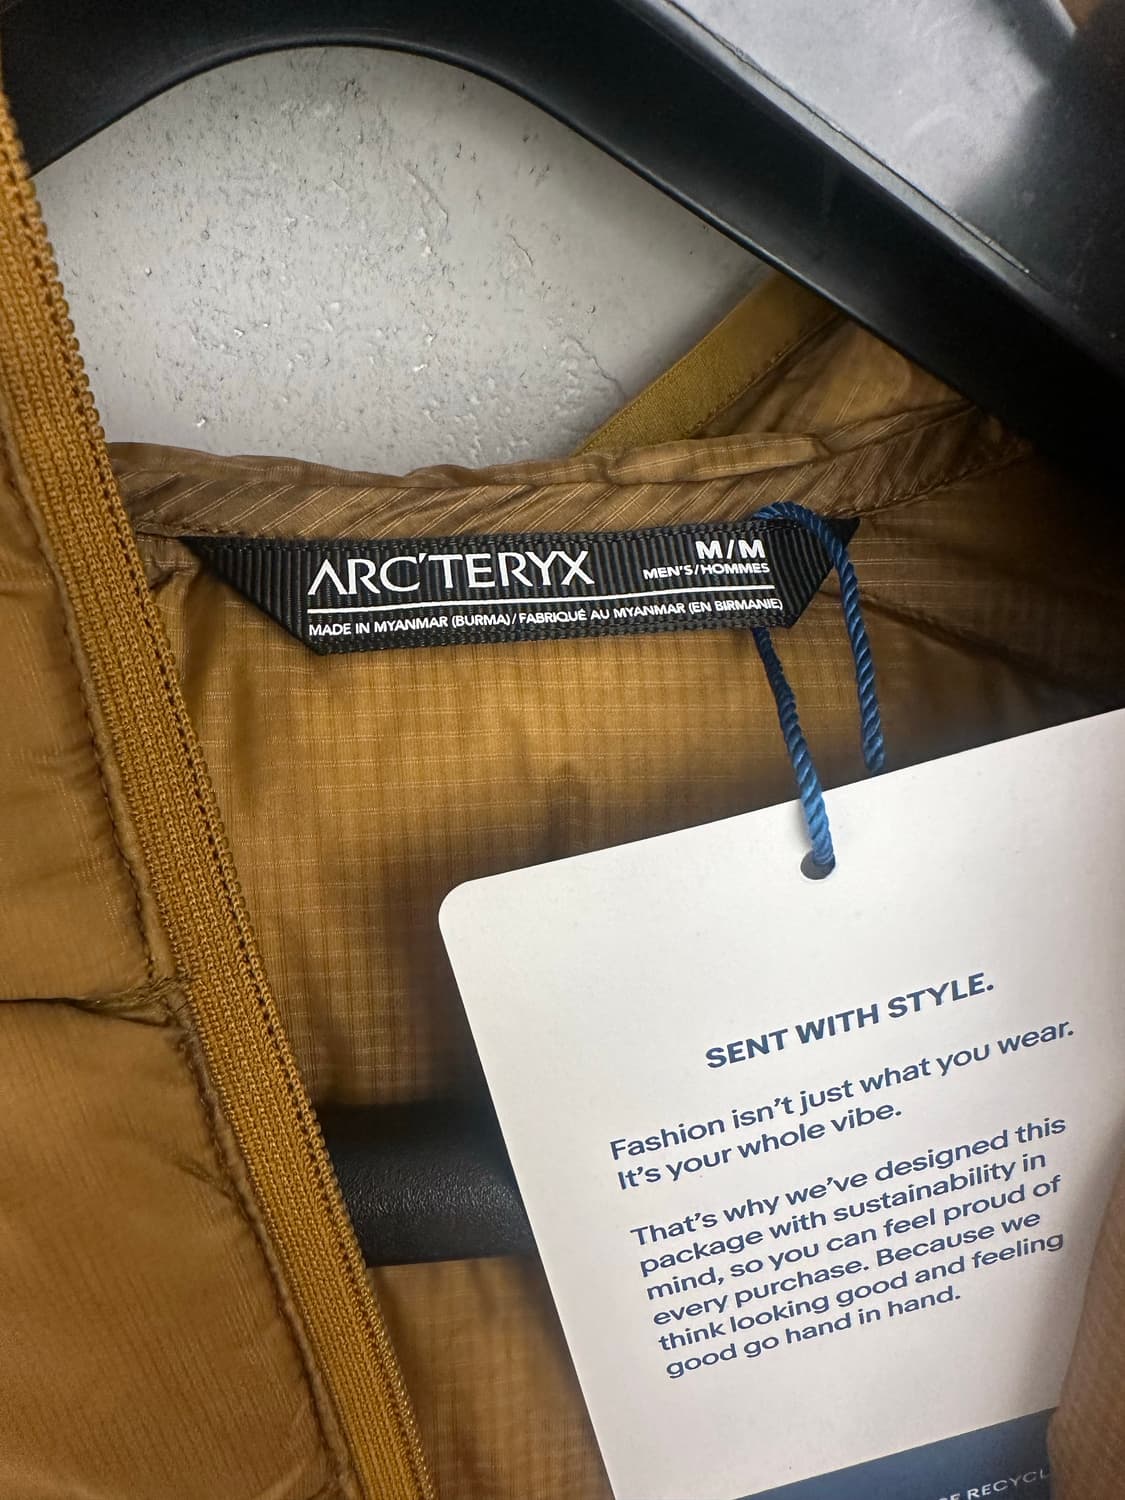 ARC'TERYX
M/M
MEN'S/HOMMES
MADE IN MYANMAR (BURMA)/FABRIQUÉ AU MYANMAR (EN BIRMANIE)
SENT WITH STYLE.
Fashion isn't just what you wear.
It's your whole vibe.
That's why we've designed this
package with sustainability in
mind, so you can feel proud of
every purchase. Because we
think looking good and feeling
good go hand in hand.